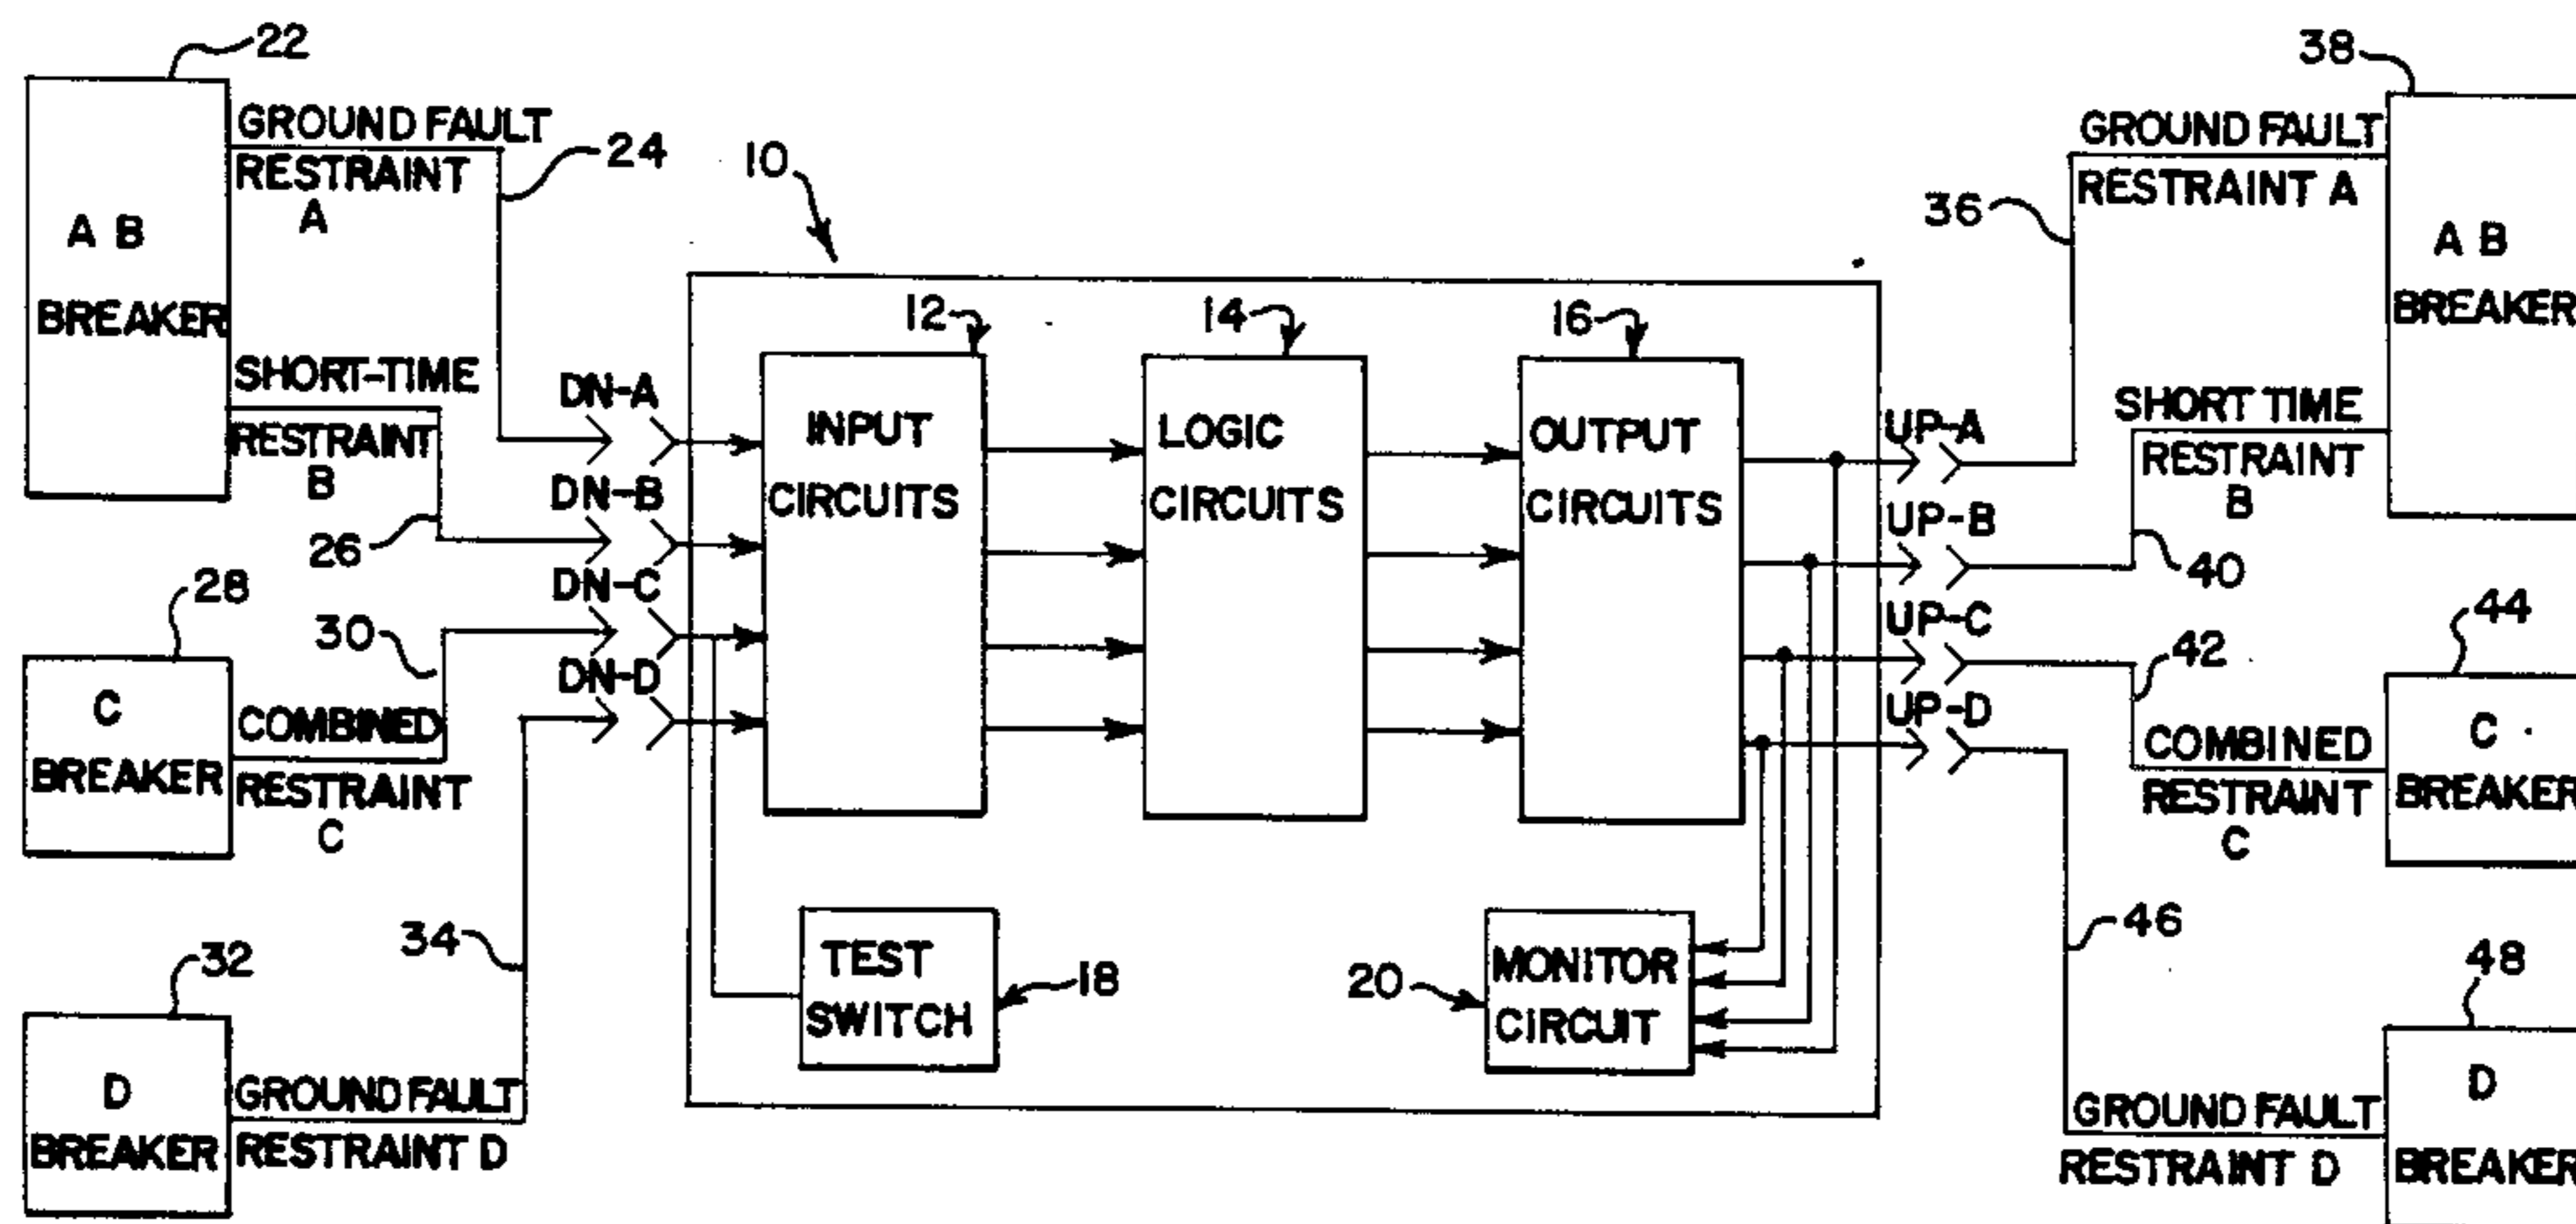 22
GROUND FAULT
RESTRAINT
A
24
A B
BREAKER
SHORT-TIME
RESTRAINT
B
26
28
30
C
BREAKER
COMBINED
RESTRAINT
C
32
34
D
BREAKER
GROUND FAULT
RESTRAINT D
DN-A
DN-B
DN-C
DN-D
10
12
INPUT
CIRCUITS
14
LOGIC
CIRCUITS
16
OUTPUT
CIRCUITS
TEST
SWITCH
18
20
MONITOR
CIRCUIT
UP-A
UP-B
UP-C
UP-D
38
GROUND FAULT
RESTRAINT A
36
A B
BREAKER
SHORT TIME
RESTRAINT
B
40
44
42
C
BREAKER
COMBINED
RESTRAINT
C
46
48
D
BREAKER
GROUND FAULT
RESTRAINT D